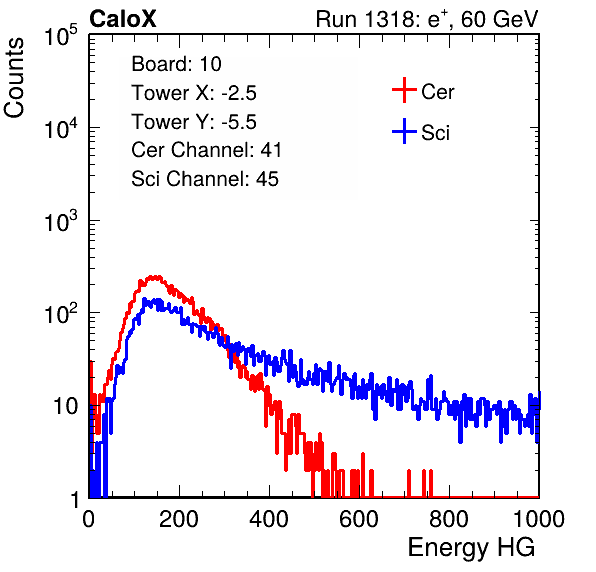 CaloX Run 1318: e+, 60 GeV
Counts
Board: 10
Tower X: -2.5
Tower Y: -5.5
Cer Channel: 41
Sci Channel: 45
Cer
Sci
10^5
10^4
10^3
10^2
10
1
0 200 400 600 800 1000
Energy HG